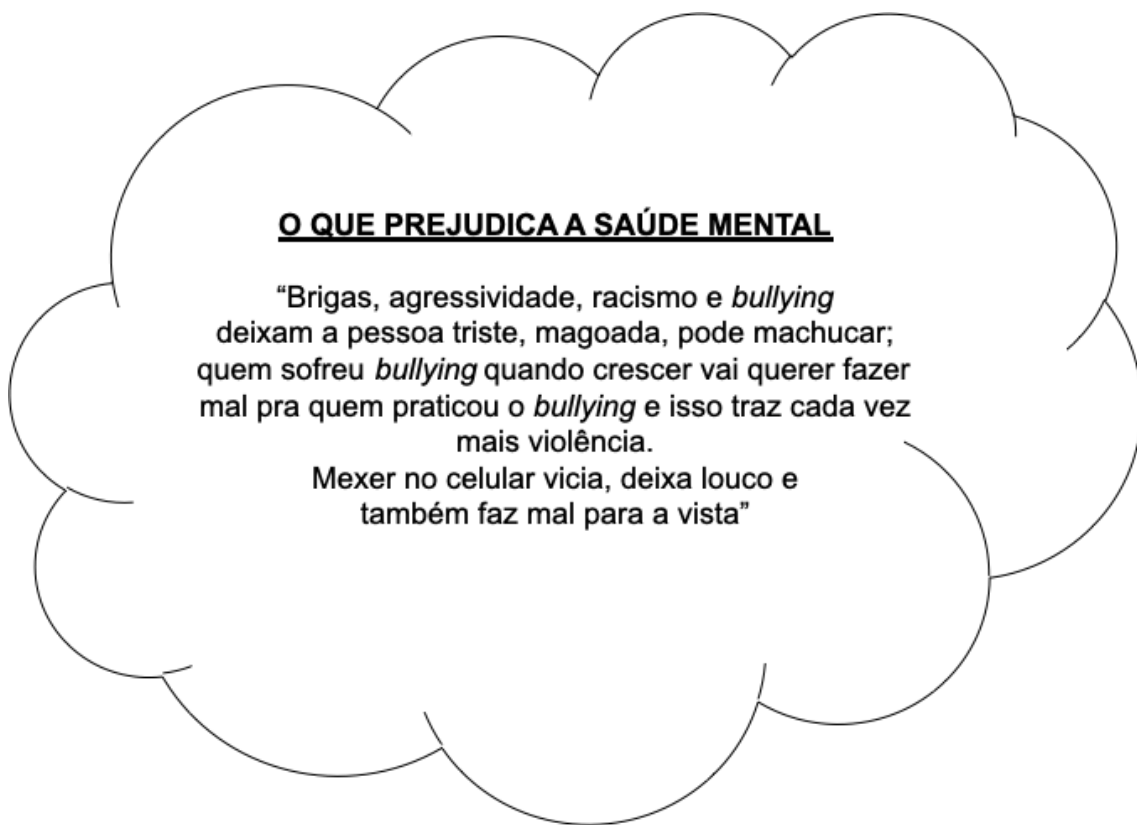 O QUE PREJUDICA A SAÚDE MENTAL
“Brigas, agressividade, racismo e bullying
deixam a pessoa triste, magoada, pode machucar;
quem sofreu bullying quando crescer vai querer fazer
mal pra quem praticou o bullying e isso traz cada vez
mais violência.
Mexer no celular vicia, deixa louco e
também faz mal para a vista”